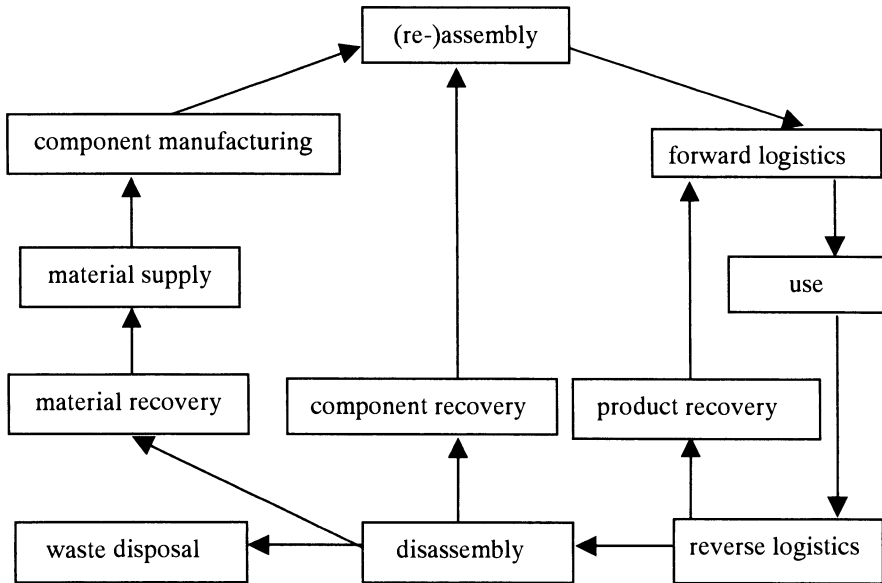 (re-)assembly
component manufacturing
forward logistics
material supply
use
material recovery
component recovery
product recovery
waste disposal
disassembly
reverse logistics